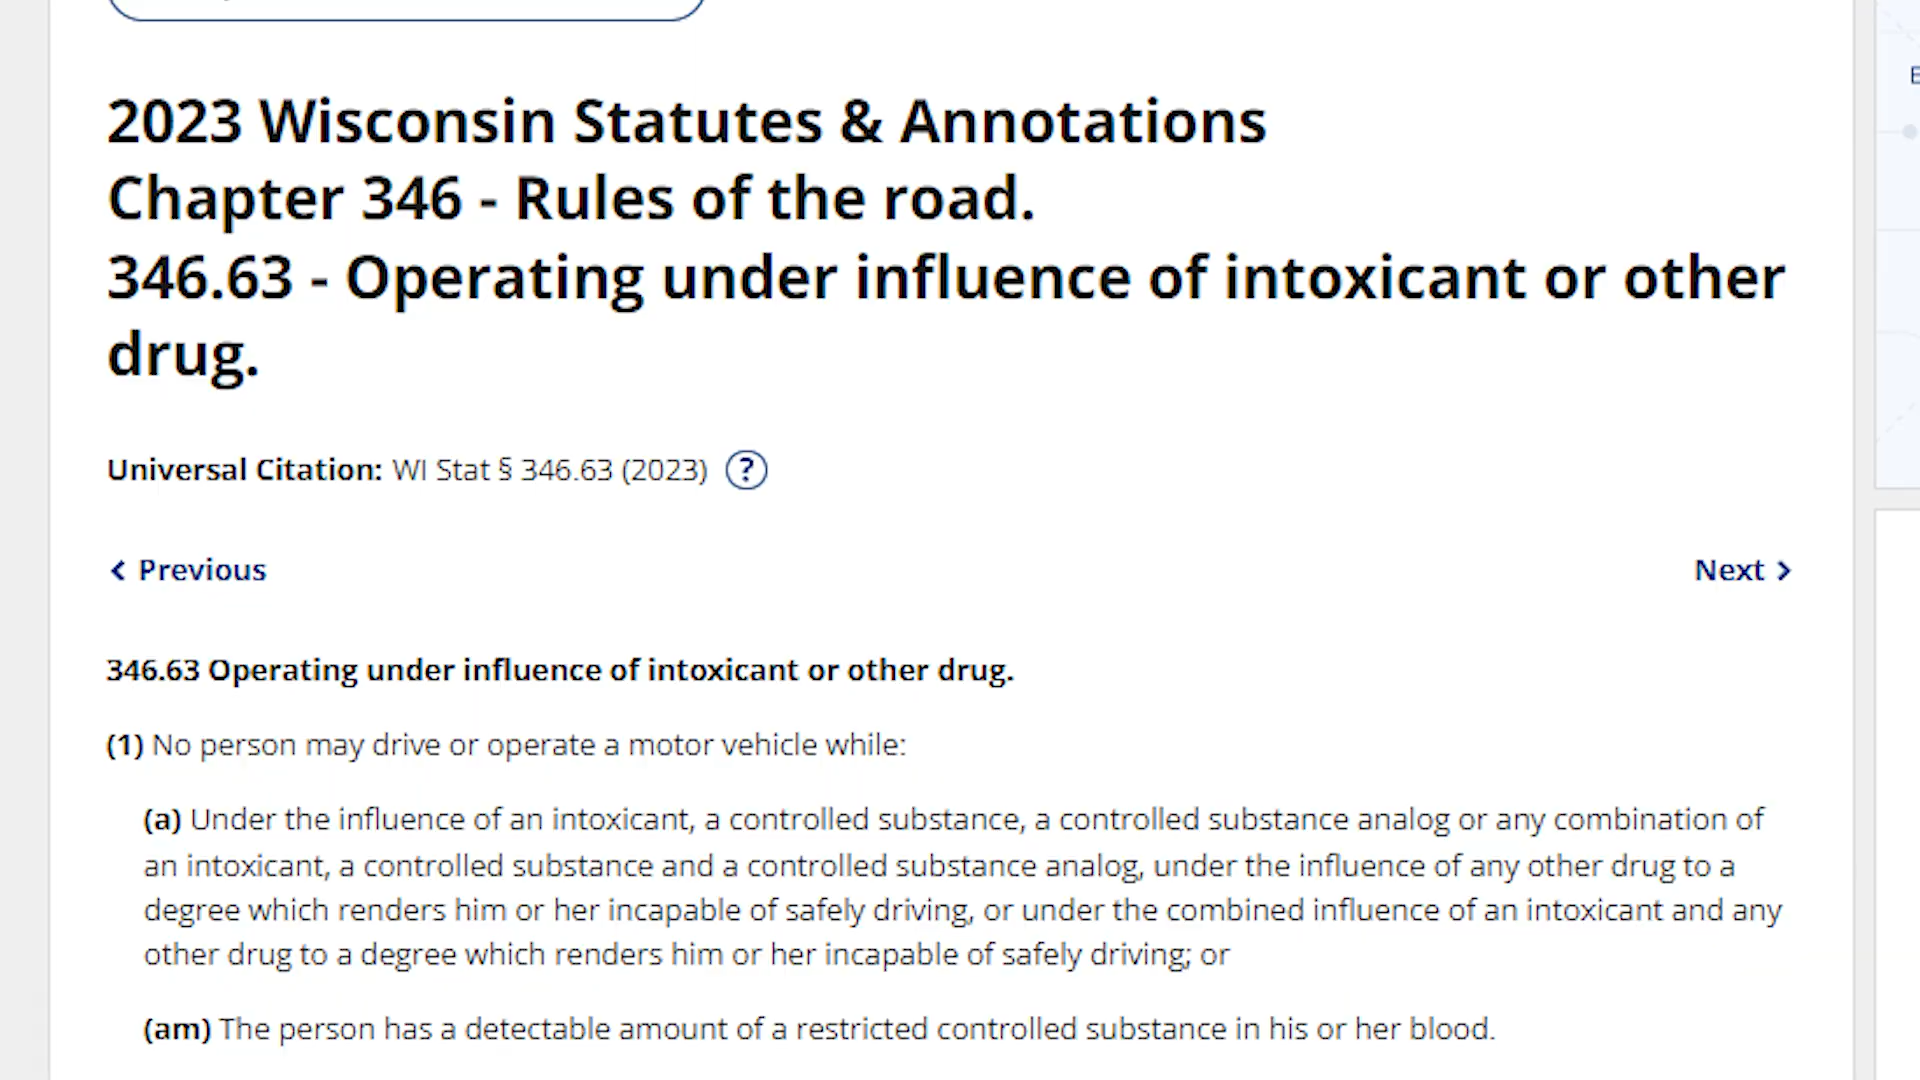 2023 Wisconsin Statutes & Annotations
Chapter 346 - Rules of the road.
346.63 - Operating under influence of intoxicant or other
drug.
Universal Citation: WI Stat § 346.63 (2023) ?
< Previous
Next >
346.63 Operating under influence of intoxicant or other drug.
(1) No person may drive or operate a motor vehicle while:
(a) Under the influence of an intoxicant, a controlled substance, a controlled substance analog or any combination of
an intoxicant, a controlled substance and a controlled substance analog, under the influence of any other drug to a
degree which renders him or her incapable of safely driving, or under the combined influence of an intoxicant and any
other drug to a degree which renders him or her incapable of safely driving; or
(am) The person has a detectable amount of a restricted controlled substance in his or her blood.